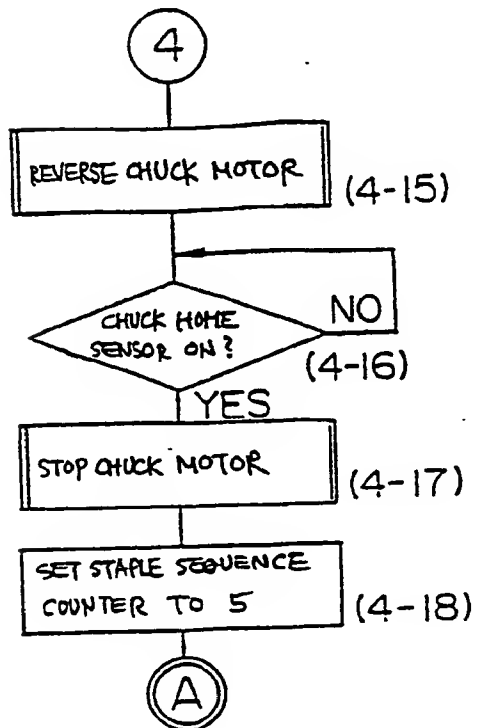 4
REVERSE CHUCK MOTOR
(4-15)
CHUCK HOME
SENSOR ON?
NO
(4-16)
YES
STOP CHUCK MOTOR
(4-17)
SET STAPLE SEQUENCE
COUNTER TO 5
(4-18)
A